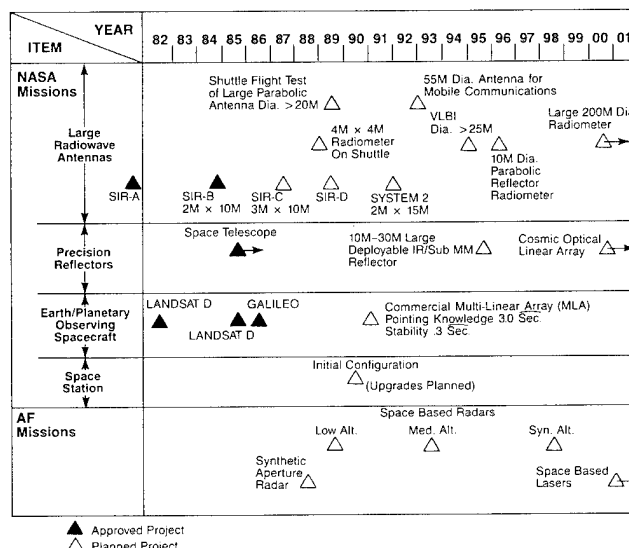 YEAR
ITEM
82 83 84 85 86 87 88 89 90 91 92 93 94 95 96 97 98 99 00 01
NASA
Missions
Large
Radiowave
Antennas
Shuttle Flight Test
of Large Parabolic
Antenna Dia. >20M
55M Dia. Antenna for
Mobile Communications
4M × 4M
Radiometer
On Shuttle
VLBI
Dia. >25M
Large 200M
Radiometer
10M Dia.
Parabolic
Reflector
Radiometer
SIR-A
SIR-B
2M × 10M
SIR-C
3M × 10M
SIR-D
SYSTEM 2
2M × 15M
Precision
Reflectors
Space Telescope
10M–30M Large
Deployable IR/Sub MM
Reflector
Cosmic Optical
Linear Array
Earth/Planetary
Observing
Spacecraft
LANDSAT D
GALILEO
LANDSAT D
Commercial Multi-Linear Array (MLA)
Pointing Knowledge 3.0 Sec.
Stability .3 Sec.
Space
Station
Initial Configuration
(Upgrades Planned)
AF
Missions
Space Based Radars
Low Alt.
Med. Alt.
Syn. Alt.
Synthetic
Aperture
Radar
Space Based
Lasers
Approved Project
Planned Project